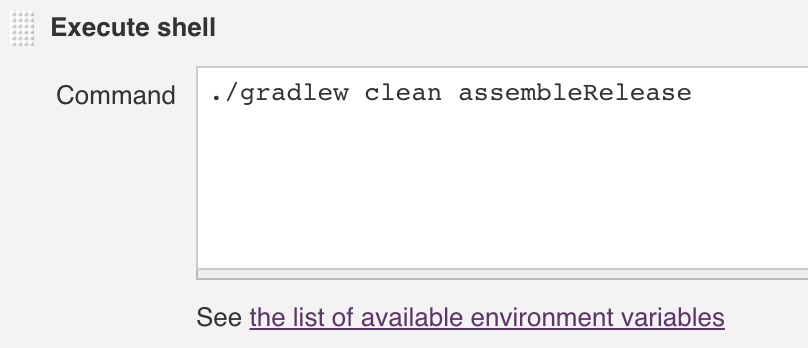 Execute shell
Command
./gradlew clean assembleRelease
See the list of available environment variables